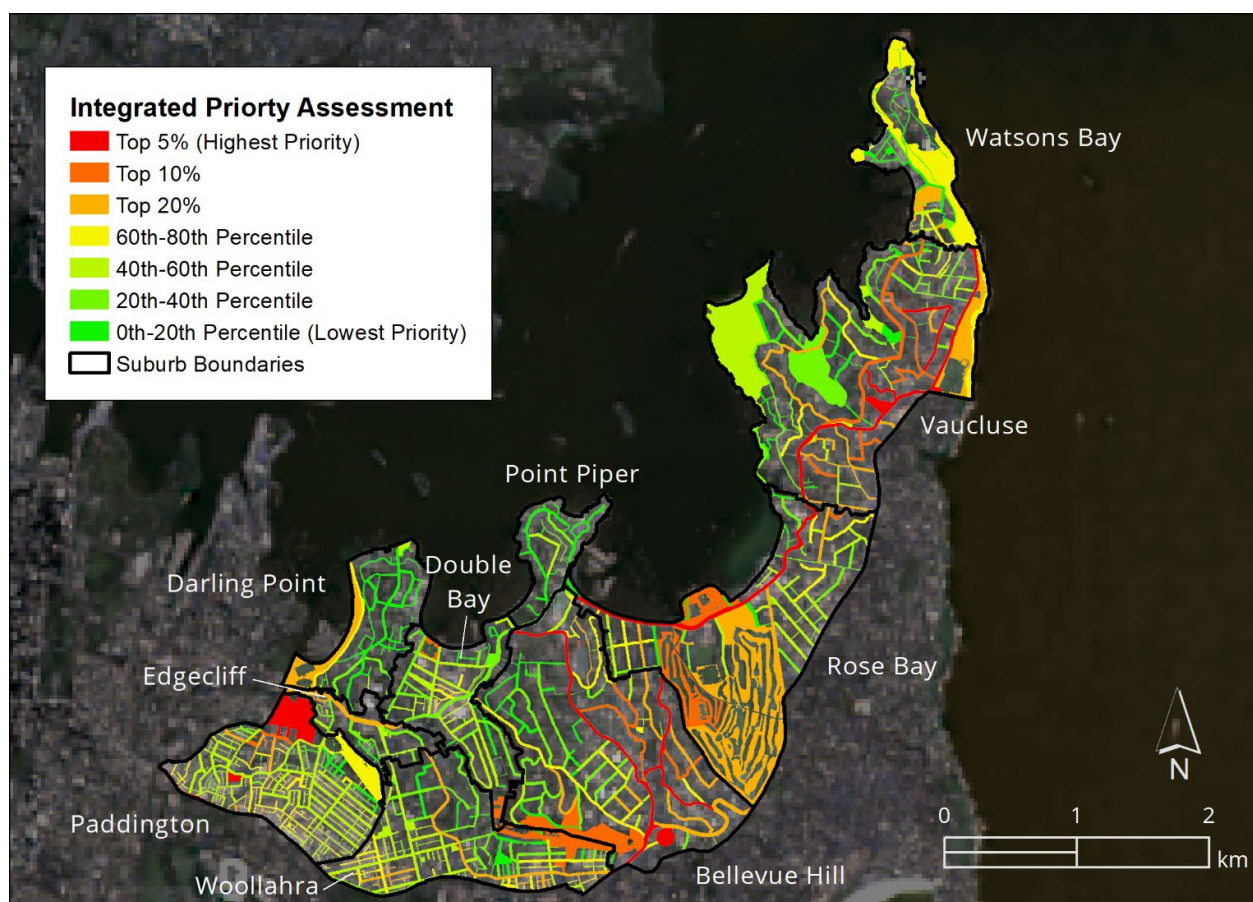 Integrated Priorty Assessment
Top 5% (Highest Priority)
Top 10%
Top 20%
60th-80th Percentile
40th-60th Percentile
20th-40th Percentile
0th-20th Percentile (Lowest Priority)
Suburb Boundaries
Watsons Bay
Vaucluse
Point Piper
Double
Bay
Darling Point
Edgecliff
Rose Bay
Paddington
Woollahra
Bellevue Hill
N
0 1 2
km